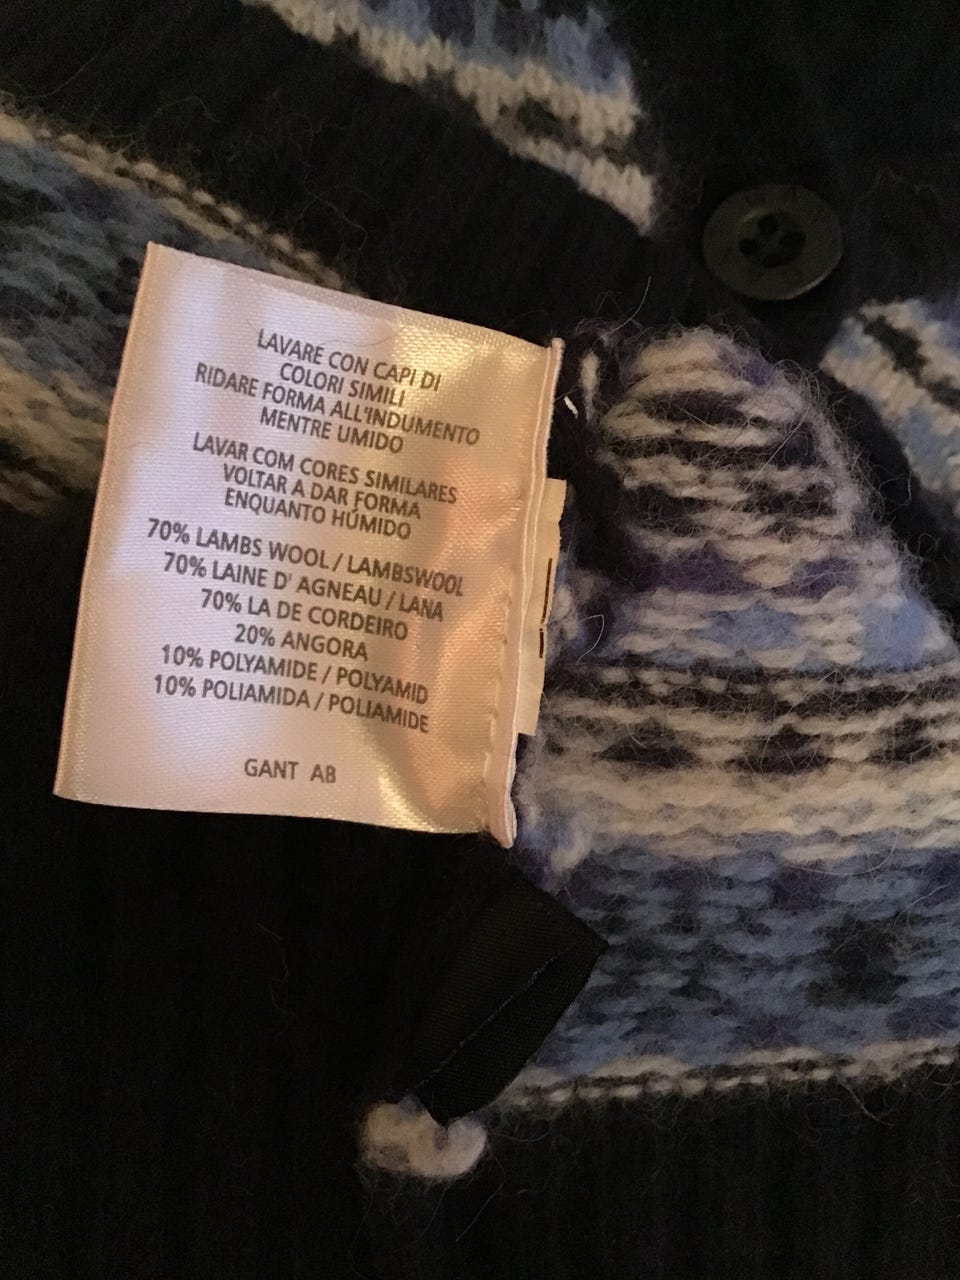 LAVARE CON CAPI DI
COLORI SIMILI
RIDARE FORMA ALL'INDUMENTO
MENTRE UMIDO
LAVAR COM CORES SIMILARES
VOLTAR A DAR FORMA
ENQUANTO HÚMIDO
70% LAMBS WOOL / LAMBSWOOL
70% LAINE D' AGNEAU / LANA
70% LA DE CORDEIRO
20% ANGORA
10% POLYAMIDE / POLYAMID
10% POLIAMIDA / POLIAMIDE
GANT AB